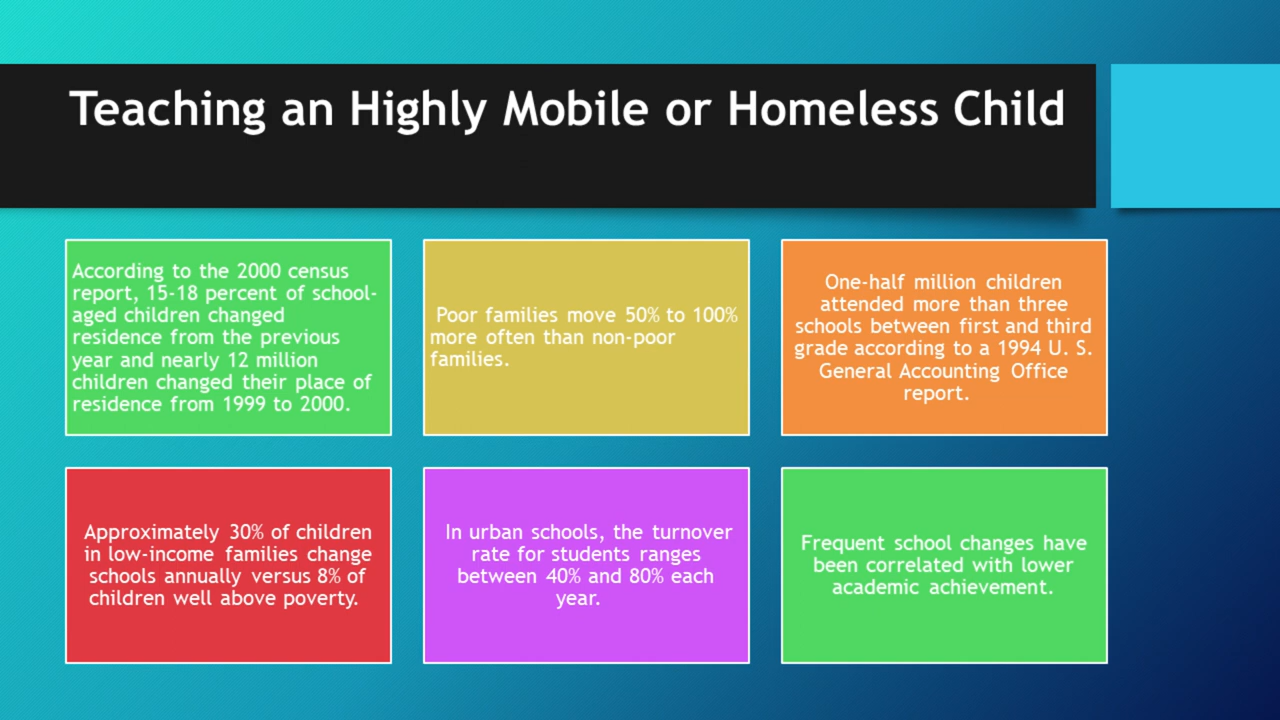 Teaching an Highly Mobile or Homeless Child
According to the 2000 census
report, 15-18 percent of school-
aged children changed
residence from the previous
year and nearly 12 million
children changed their place of
residence from 1999 to 2000.
Poor families move 50% to 100%
more often than non-poor
families.
One-half million children
attended more than three
schools between first and third
grade according to a 1994 U. S.
General Accounting Office
report.
Approximately 30% of children
in low-income families change
schools annually versus 8% of
children well above poverty.
In urban schools, the turnover
rate for students ranges
between 40% and 80% each
year.
Frequent school changes have
been correlated with lower
academic achievement.